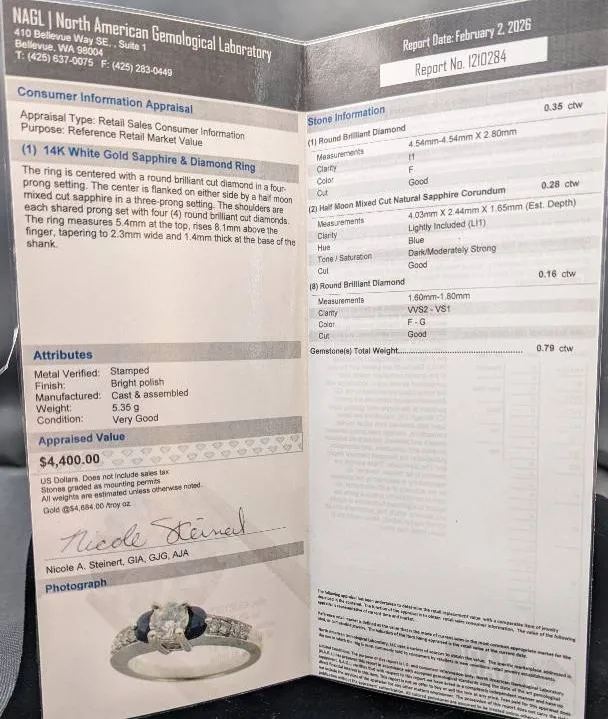 NAGL | North American Gemological Laboratory
410 Bellevue Way SE., Suite 1
Bellevue, WA 98004
T: (425) 637-0075 F: (425) 283-0449
Consumer Information Appraisal
Appraisal Type: Retail Sales Consumer Information
Purpose: Reference Retail Market Value
(1) 14K White Gold Sapphire & Diamond Ring
The ring is centered with a round brilliant cut diamond in a four-
prong setting. The center is flanked on either side by a half moon
mixed cut sapphire in a three-prong setting. The shoulders are
each shared prong set with four (4) round brilliant cut diamonds.
The ring measures 5.4mm at the top, rises 8.1mm above the
finger, tapering to 2.3mm wide and 1.4mm thick at the base of the
shank.
Attributes
Metal Verified: Stamped
Finish: Bright polish
Manufactured: Cast & assembled
Weight: 5.35 g
Condition: Very Good
Appraised Value
$4,400.00
US Dollars. Does not include sales tax
Stones graded as mounting permits
All weights are estimated unless otherwise noted.
Gold @$4,684.00 /troy oz.
Nicole Steinert
Nicole A. Steinert, GIA, GJG, AJA
Photograph
Report Date: February 2, 2026
Report No. 1210284
Stone Information
(1) Round Brilliant Diamond 0.35 ctw
Measurements 4.54mm-4.54mm X 2.80mm
Clarity I1
Color F
Cut Good
(2) Half Moon Mixed Cut Natural Sapphire Corundum 0.28 ctw
Measurements 4.03mm X 2.44mm X 1.65mm (Est. Depth)
Clarity Lightly Included (LI1)
Hue Blue
Tone / Saturation Dark/Moderately Strong
Cut Good
(8) Round Brilliant Diamond 0.16 ctw
Measurements 1.60mm-1.80mm
Clarity VVS2 - VS1
Color F - G
Cut Good
Gemstone(s) Total Weight 0.79 ctw